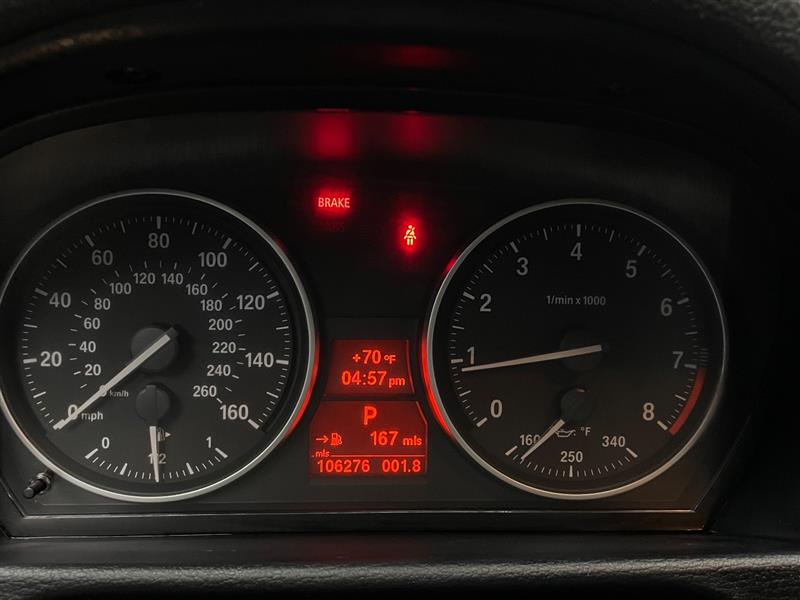 BRAKE
80
60 100
120 140
100 160
40 80 180 120
60 200
20 40 220 140
20 240
km/h 260
0 mph 160
0 1/2 1
+70 °F
04:57 pm
P
167 mls
mls
106276 001.8
4
3 5
1/min x 1000
2 6
1 7
0 8
160 °F 340
250